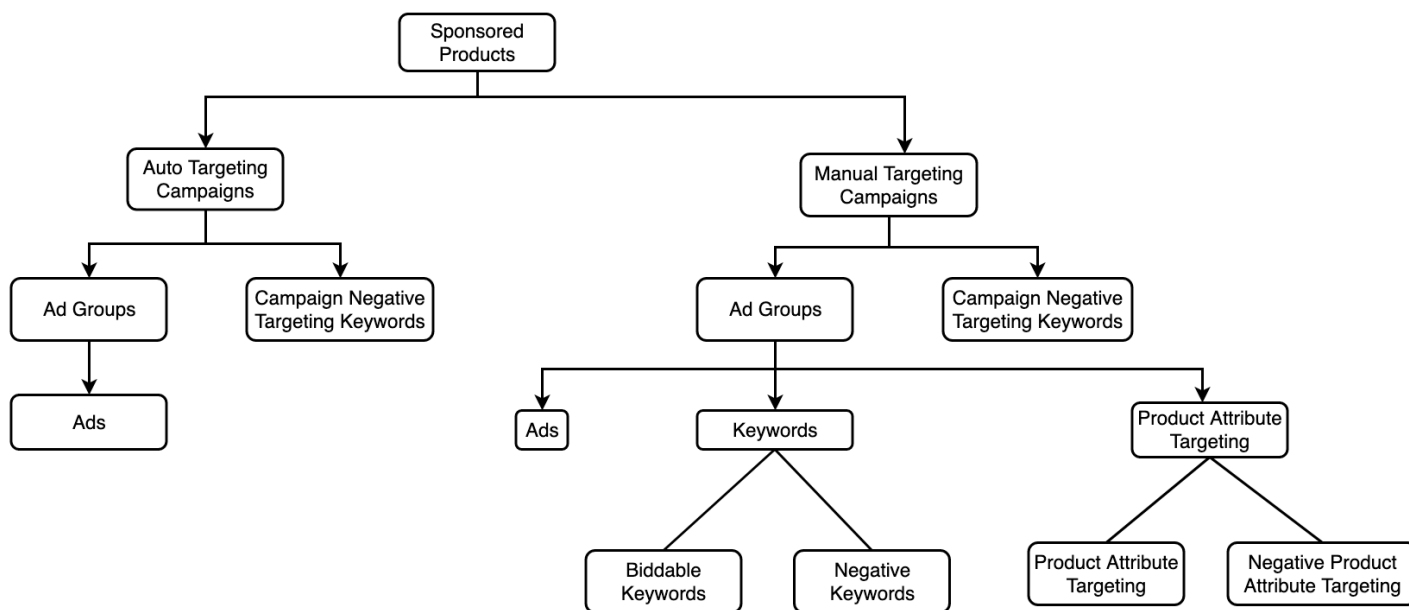 Sponsored
Products
Auto Targeting
Campaigns
Manual Targeting
Campaigns
Ad Groups
Campaign Negative
Targeting Keywords
Ad Groups
Campaign Negative
Targeting Keywords
Ads
Ads
Keywords
Product Attribute
Targeting
Biddable
Keywords
Negative
Keywords
Product Attribute
Targeting
Negative Product
Attribute Targeting